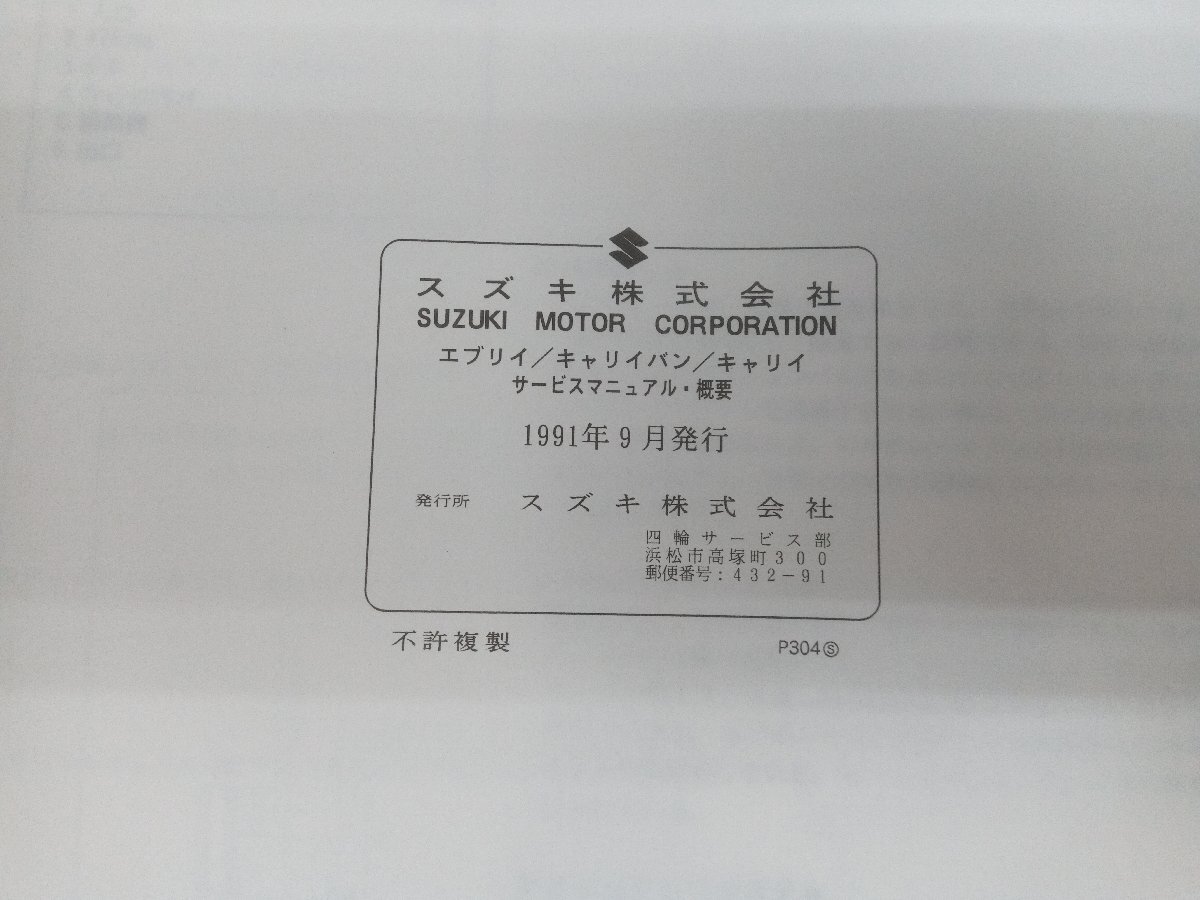 スズキ株式会社
SUZUKI MOTOR CORPORATION
エブリイ／キャリイバン／キャリイ
サービスマニュアル・概要
1991年9月発行
発行所 スズキ株式会社
四輪サービス部
浜松市高塚町300
郵便番号：432-91
不許複製 P304Ⓢ